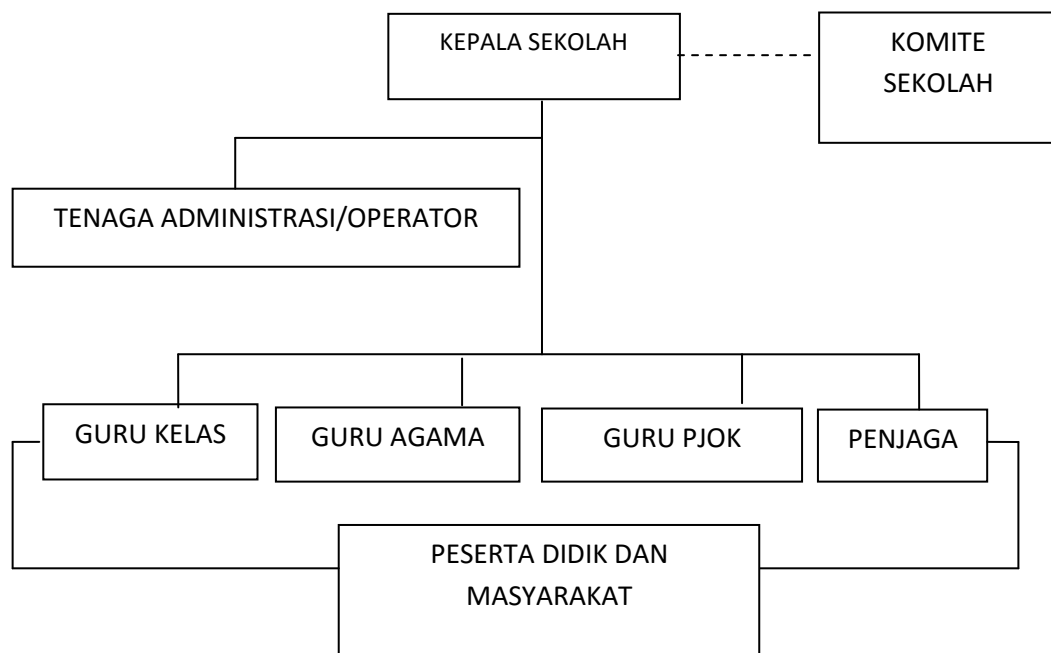 KEPALA SEKOLAH
KOMITE
SEKOLAH
TENAGA ADMINISTRASI/OPERATOR
GURU KELAS
GURU AGAMA
GURU PJOK
PENJAGA
PESERTA DIDIK DAN
MASYARAKAT